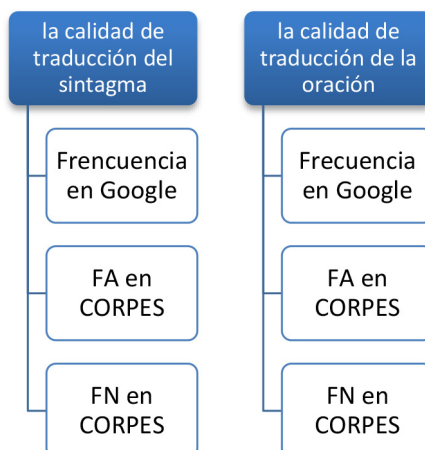 la calidad de
traducción del
sintagma
Frencuencia
en Google
FA en
CORPES
FN en
CORPES
la calidad de
traducción de la
oración
Frecuencia
en Google
FA en
CORPES
FN en
CORPES